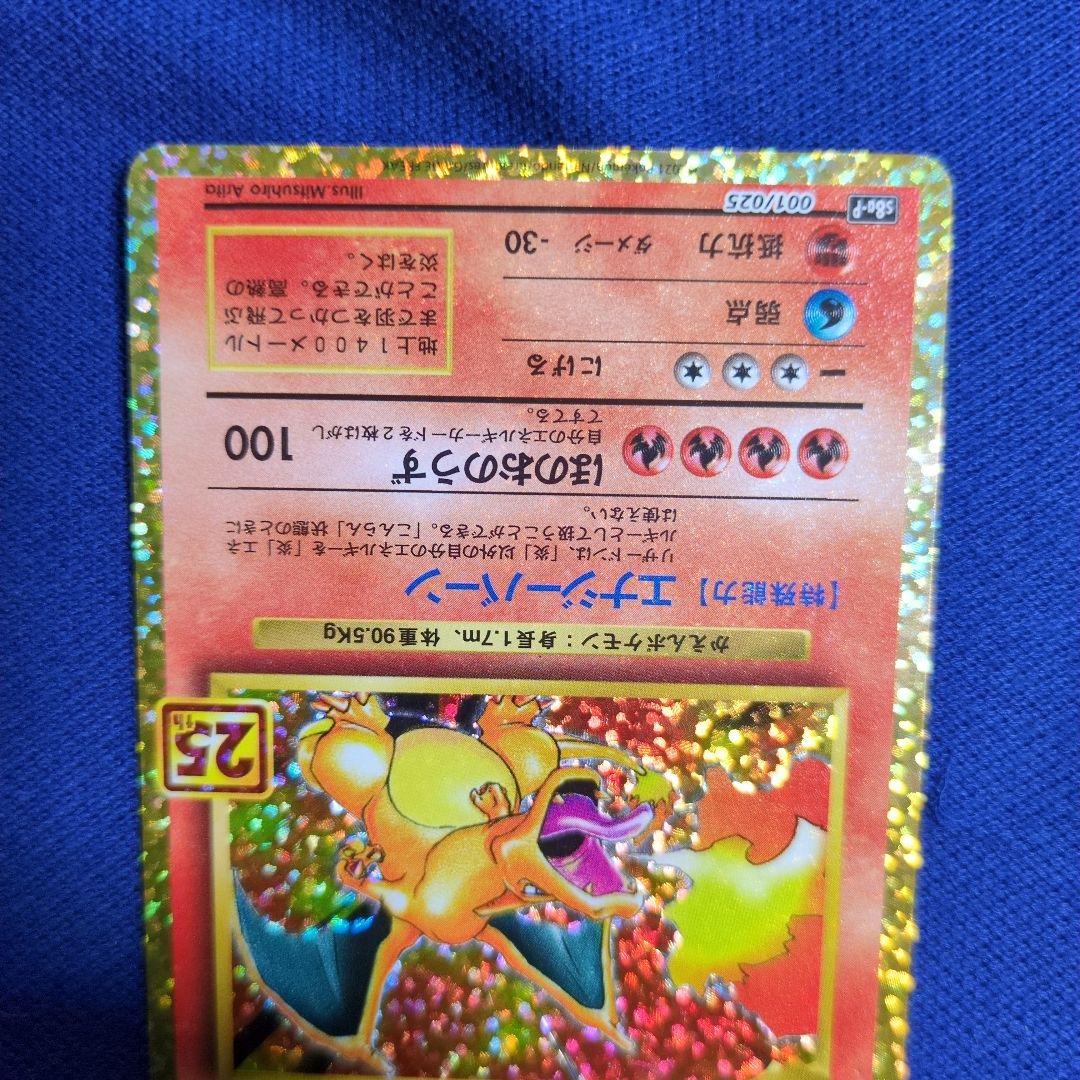 25th
かえんポケモン：身長1.7m、体重90.5Kg
【特殊能力】エナジーバーン
リザードンは、「炎」以外の自分のエネルギーを「炎」エネ
ルギーとして扱うことができる。「こんらん」状態のときに
は使えない。
ほのおのうず 100
自分のエネルギーカードを２枚はがし
てすてる。
にげる
弱点
抵抗力 ダメージ -30
地上１４００メートル
まで羽をつかって飛ぶ
ことができる。高熱の
炎をはく。
s8a-P 001/025 Illus.Mitsuhiro Arita